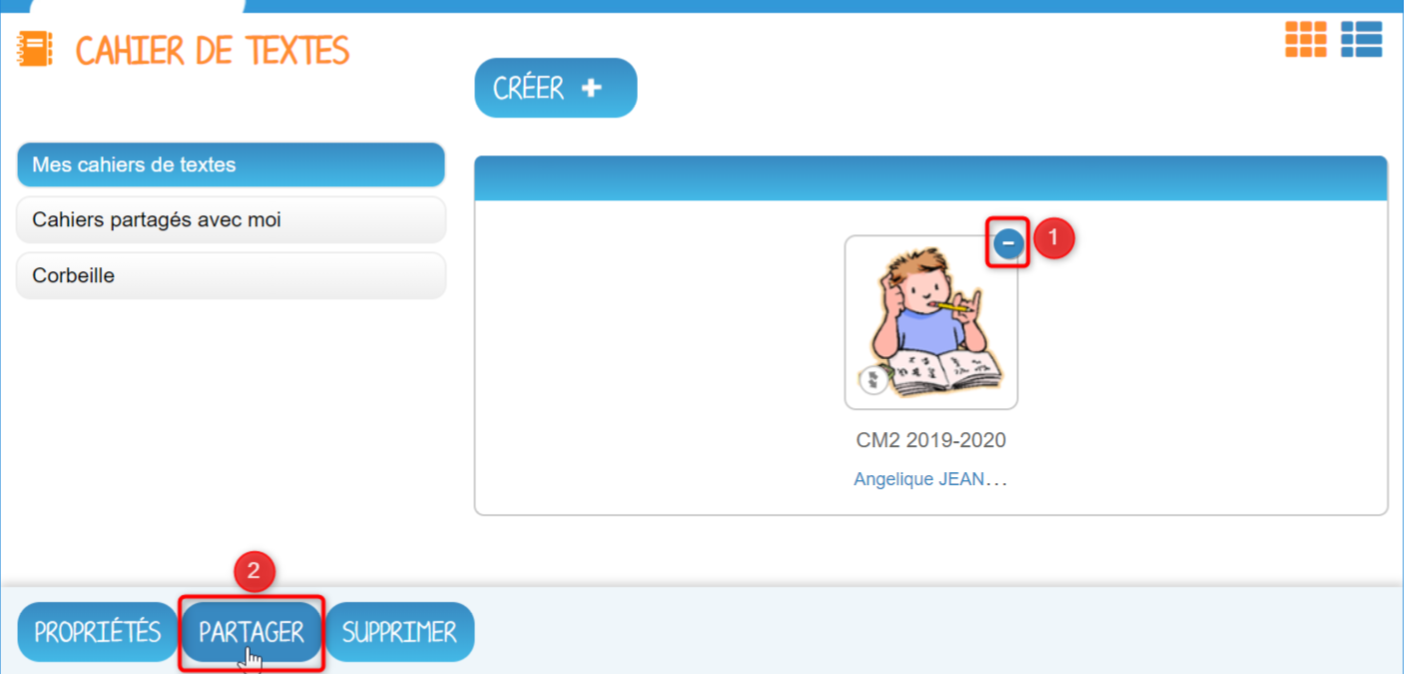 CAHIER DE TEXTES
CRÉER +
Mes cahiers de textes
Cahiers partagés avec moi
Corbeille
1
CM2 2019-2020
Angelique JEAN...
2
PROPRIÉTÉS PARTAGER SUPPRIMER